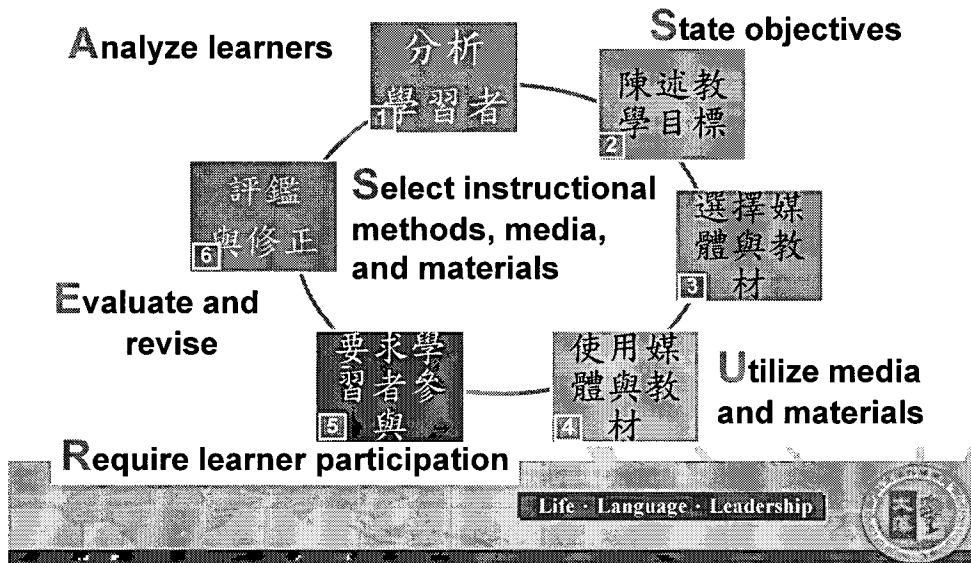 Analyze learners
分析
學習者
1
State objectives
陳述教
學目標
2
選擇媒
體與教
材
3
Select instructional
methods, media,
and materials
使用媒
體與教
材
4
Utilize media
and materials
要求學
習者參
與
5
Require learner participation
評鑑
與修正
6
Evaluate and
revise
Life · Language · Leadership